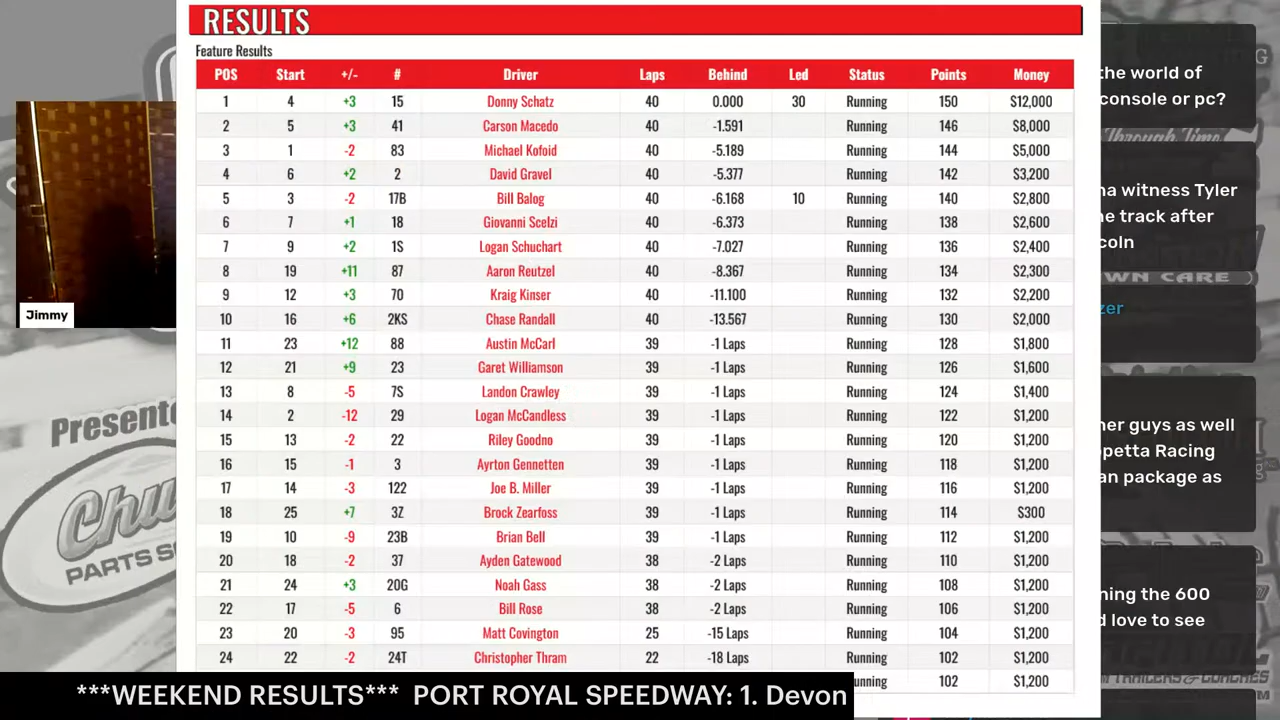 RESULTS
Feature Results
POS Start +/- # Driver Laps Behind Led Status Points Money
1 4 +3 15 Donny Schatz 40 0.000 30 Running 150 $12,000
2 5 +3 41 Carson Macedo 40 -1.591 Running 146 $8,000
3 1 -2 83 Michael Kofoid 40 -5.189 Running 144 $5,000
4 6 +2 2 David Gravel 40 -5.377 Running 142 $3,200
5 3 -2 17B Bill Balog 40 -6.168 10 Running 140 $2,800
6 7 +1 18 Giovanni Scelzi 40 -6.373 Running 138 $2,600
7 9 +2 1S Logan Schuchart 40 -7.027 Running 136 $2,400
8 19 +11 87 Aaron Reutzel 40 -8.367 Running 134 $2,300
9 12 +3 70 Kraig Kinser 40 -11.100 Running 132 $2,200
10 16 +6 2KS Chase Randall 40 -13.567 Running 130 $2,000
11 23 +12 88 Austin McCarl 39 -1 Laps Running 128 $1,800
12 21 +9 23 Garet Williamson 39 -1 Laps Running 126 $1,600
13 8 -5 7S Landon Crawley 39 -1 Laps Running 124 $1,400
14 2 -12 29 Logan McCandless 39 -1 Laps Running 122 $1,200
15 13 -2 22 Riley Goodno 39 -1 Laps Running 120 $1,200
16 15 -1 3 Ayrton Gennetten 39 -1 Laps Running 118 $1,200
17 14 -3 122 Joe B. Miller 39 -1 Laps Running 116 $1,200
18 25 +7 3Z Brock Zearfoss 39 -1 Laps Running 114 $300
19 10 -9 23B Brian Bell 39 -1 Laps Running 112 $1,200
20 18 -2 37 Ayden Gatewood 38 -2 Laps Running 110 $1,200
21 24 +3 20G Noah Gass 38 -2 Laps Running 108 $1,200
22 17 -5 6 Bill Rose 38 -2 Laps Running 106 $1,200
23 20 -3 95 Matt Covington 25 -15 Laps Running 104 $1,200
24 22 -2 24T Christopher Thram 22 -18 Laps Running 102 $1,200
unning 102 $1,200
Jimmy
Presente
Chu
PARTS S
the world of
console or pc?
Through Time
na witness Tyler
e track after
coln
WN CARE
zer
er guys as well
petta Racing
an package as
ning the 600
d love to see
TRAILERS & COACHES
***WEEKEND RESULTS*** PORT ROYAL SPEEDWAY: 1. Devon